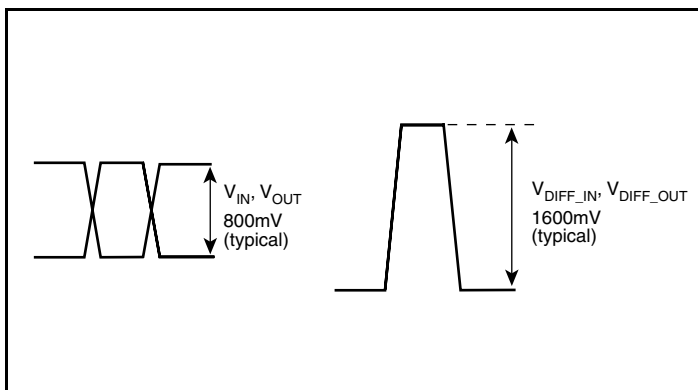 V_IN, V_OUT
800mV
(typical)
V_DIFF_IN, V_DIFF_OUT
1600mV
(typical)